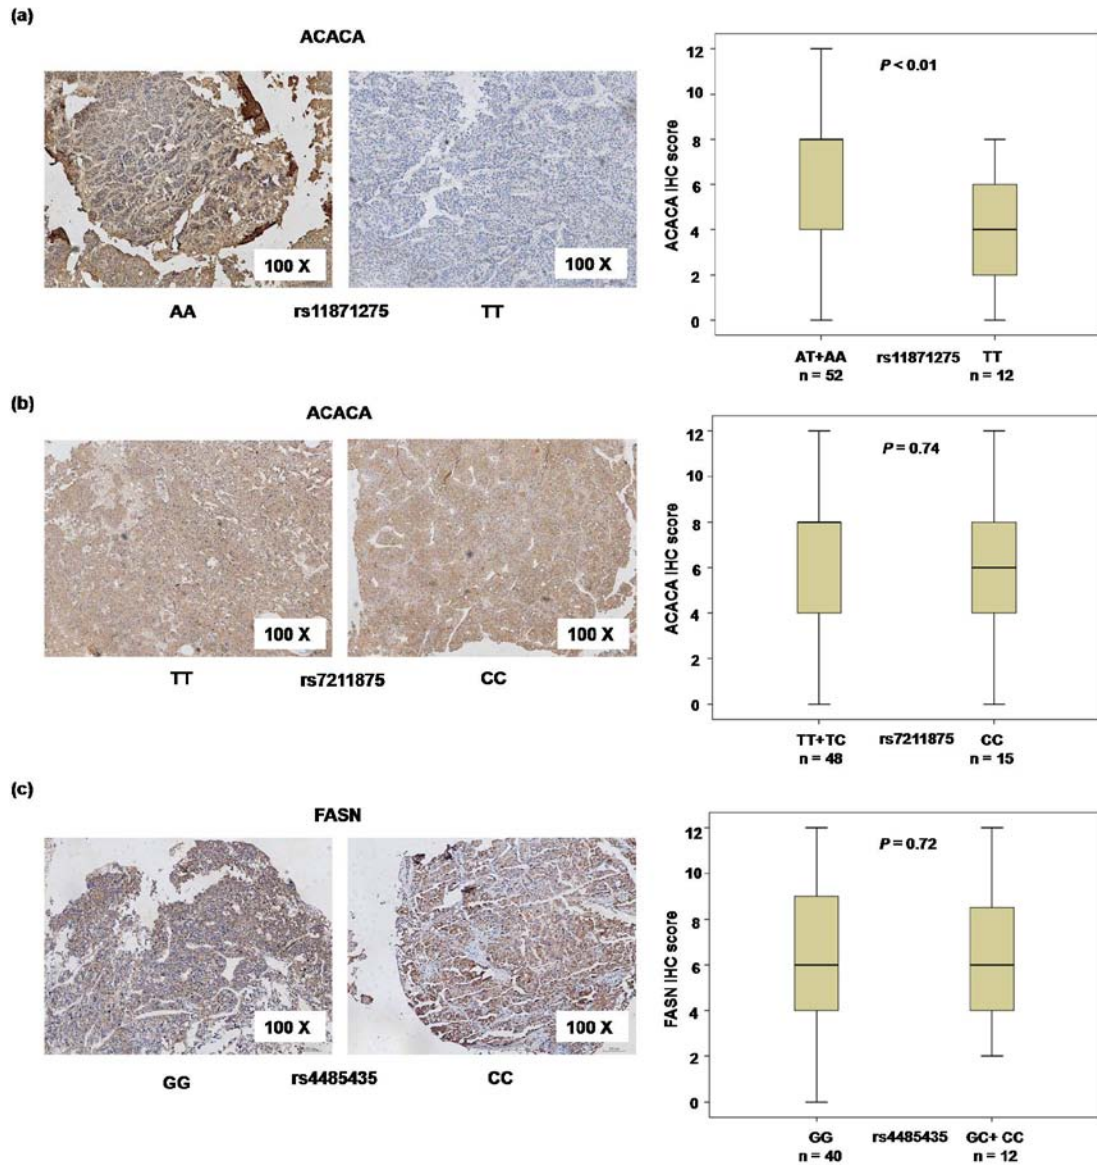 (a)
ACACA
100 X
100 X
AA rs11871275 TT
ACACA IHC score
12
10
8
6
4
2
0
P < 0.01
AT+AA rs11871275 TT
n = 52 n = 12
(b)
ACACA
100 X
100 X
TT rs7211875 CC
ACACA IHC score
12
10
8
6
4
2
0
P = 0.74
TT+TC rs7211875 CC
n = 48 n = 15
(c)
FASN
100 X
100 X
GG rs4485435 CC
FASN IHC score
12
10
8
6
4
2
0
P = 0.72
GG rs4485435 GC+ CC
n = 40 n = 12